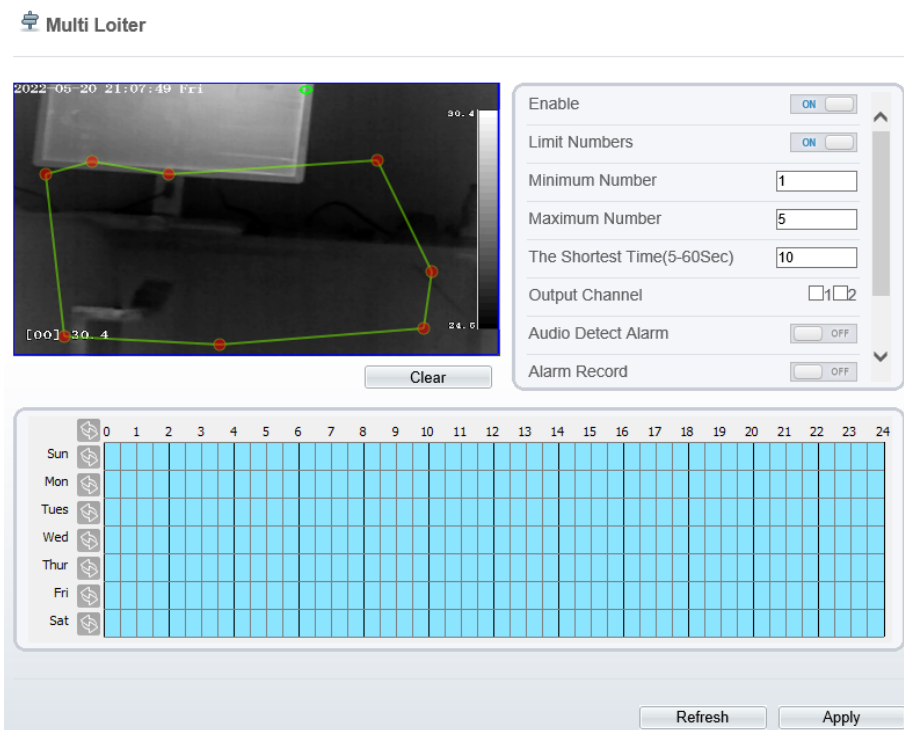 Multi Loiter
2022-05-20 21:07:49 Fri
30.4
24.6
[00] 30.4
Clear
Enable ON
Limit Numbers ON
Minimum Number 1
Maximum Number 5
The Shortest Time(5-60Sec) 10
Output Channel 1 2
Audio Detect Alarm OFF
Alarm Record OFF
0 1 2 3 4 5 6 7 8 9 10 11 12 13 14 15 16 17 18 19 20 21 22 23 24
Sun
Mon
Tues
Wed
Thur
Fri
Sat
Refresh Apply